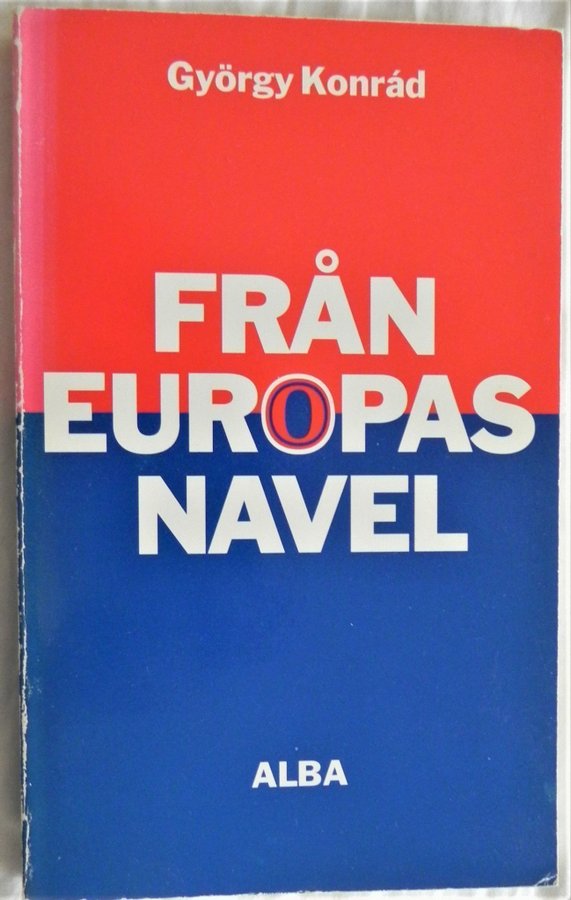 György Konrád
FRÅN
EUROPAS
NAVEL
ALBA